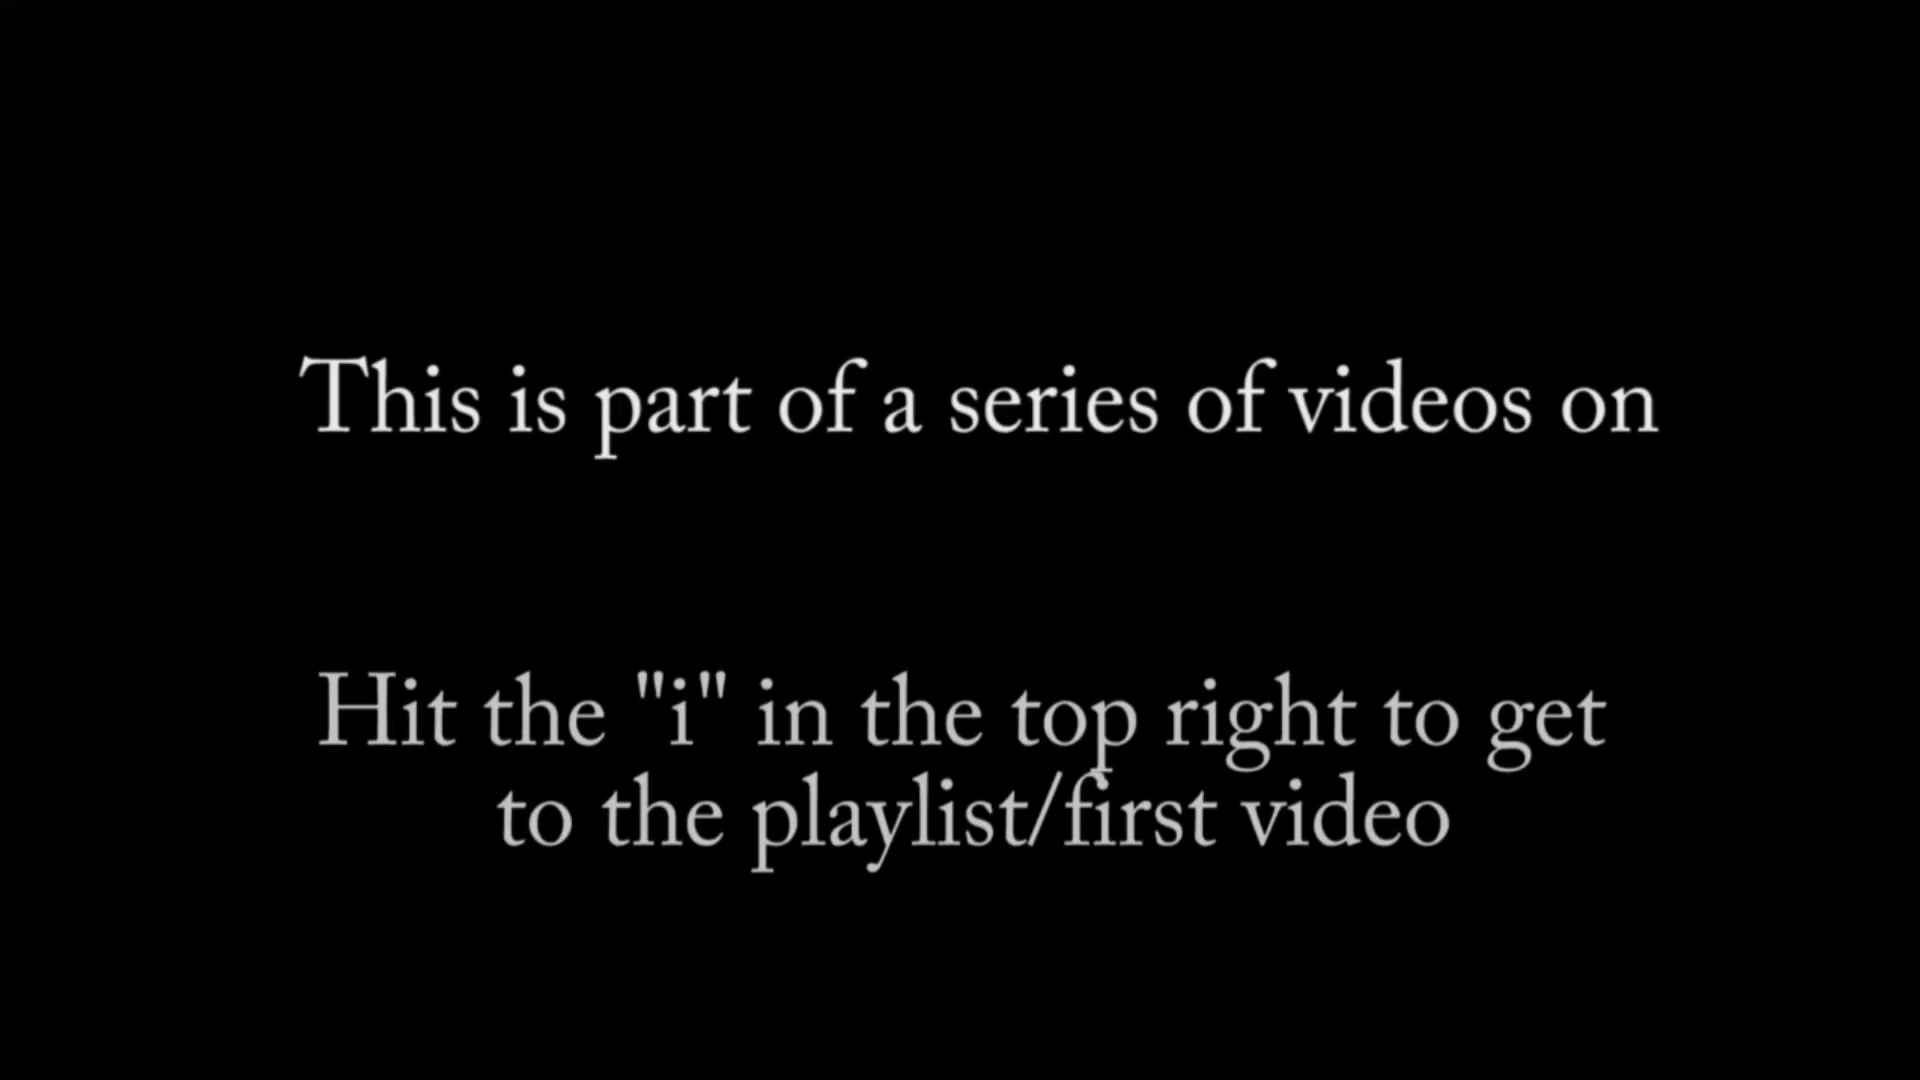 This is part of a series of videos on
Hit the "i" in the top right to get
to the playlist/first video